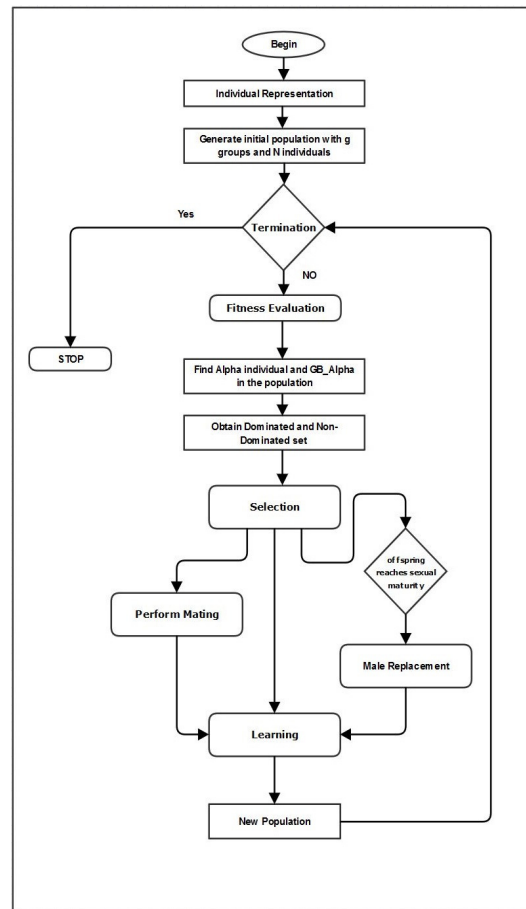 Begin
Individual Representation
Generate initial population with g
groups and N individuals
Yes
Termination
NO
Fitness Evaluation
STOP
Find Alpha individual and GB_Alpha
in the population
Obtain Dominated and Non-
Dominated set
Selection
offspring
reaches sexual
maturity
Perform Mating
Male Replacement
Learning
New Population